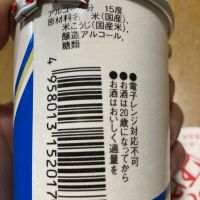 アルコール分 15度
原材料名 米(国産)、
米こうじ(国産米)、
醸造アルコール、
糖類
●電子レンジ対応不可
●お酒は20歳になってから
●お酒はおいしく適量を
4 958013 122017